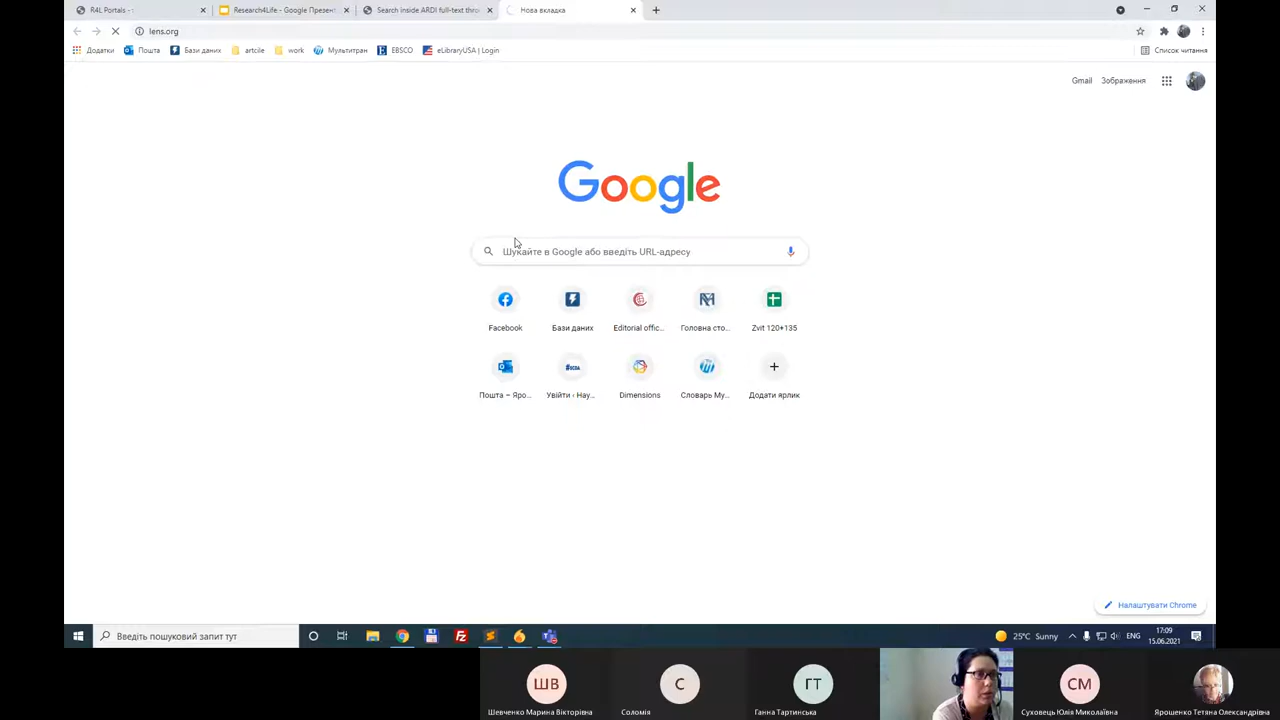 R4L Portals -
Research4Life - Google Презент
Search inside ARDI full-text thro
Нова вкладка
lens.org
Додатки
Пошта
Бази даних
artcile
work
Мультитран
EBSCO
eLibraryUSA | Login
Список читання
Gmail
Зображення
Google
Шукайте в Google або введіть URL-адресу
Facebook
Бази даних
Editorial offic...
Головна сто...
Zvit 120+135
Пошта – Яро...
#SCDA
Увійти ‹ Нау...
Dimensions
Словарь Му...
Додати ярлик
Налаштувати Chrome
Введіть пошуковий запит тут
25°C Sunny
ENG
17:09
15.06.2021
ШВ
С
ГТ
СМ
Шевченко Марина Вікторівна
Соломія
Ганна Тартинська
Суховець Юлія Миколаївна
Ярошенко Тетяна Олександрівна